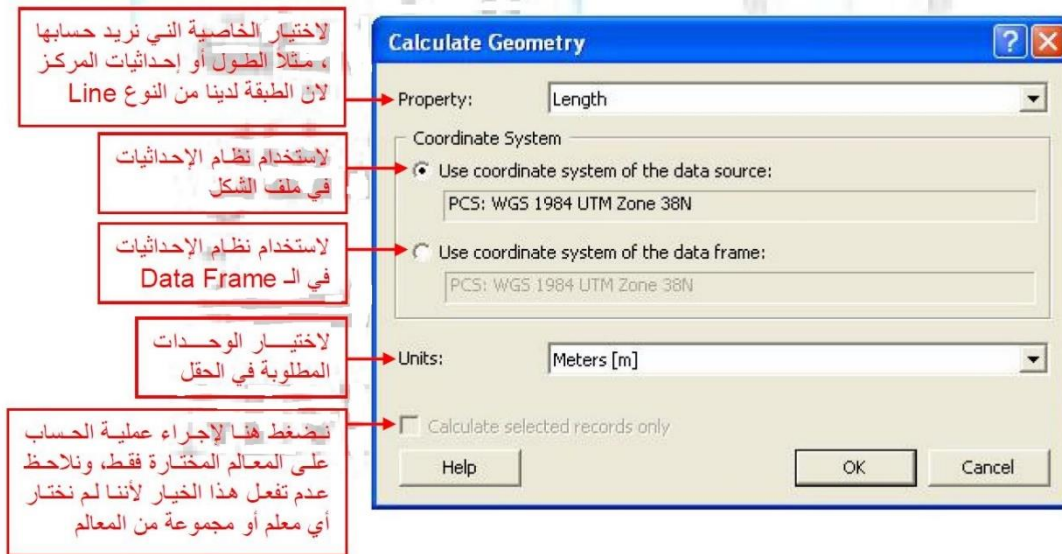 لاختيار الخاصية التي نريد حسابها
، مثلا الطول أو إحداثيات المركز
لان الطبقة لدينا من النوع Line
لاستخدام نظام الإحداثيات
في ملف الشكل
لاستخدام نظام الإحداثيات
في الـ Data Frame
لاختيار الوحدات
المطلوبة في الحقل
نضغط هنا لإجراء عملية الحساب
على المعالم المختارة فقط، ونلاحظ
عدم تفعل هذا الخيار لأننا لم نختار
أي معلم أو مجموعة من المعالم
Calculate Geometry
Property: Length
Coordinate System
Use coordinate system of the data source:
PCS: WGS 1984 UTM Zone 38N
Use coordinate system of the data frame:
PCS: WGS 1984 UTM Zone 38N
Units: Meters [m]
Calculate selected records only
Help OK Cancel